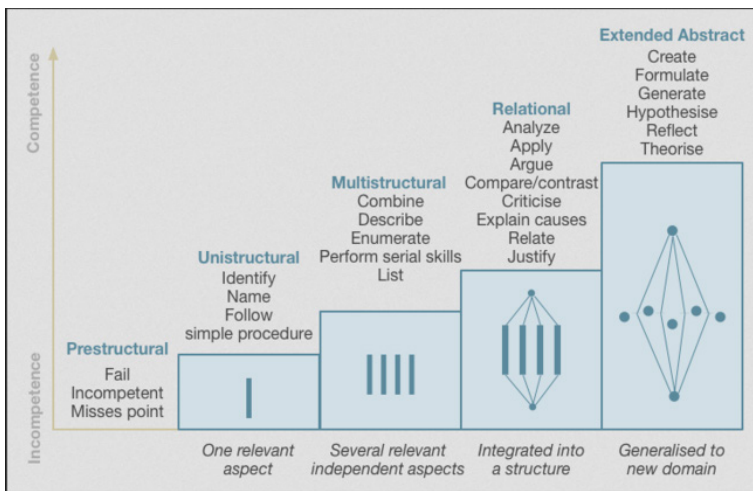 Competence
Incompetence
Prestructural
Fail
Incompetent
Misses point
Unistructural
Identify
Name
Follow
simple procedure
One relevant
aspect
Multistructural
Combine
Describe
Enumerate
Perform serial skills
List
Several relevant
independent aspects
Relational
Analyze
Apply
Argue
Compare/contrast
Criticise
Explain causes
Relate
Justify
Integrated into
a structure
Extended Abstract
Create
Formulate
Generate
Hypothesise
Reflect
Theorise
Generalised to
new domain